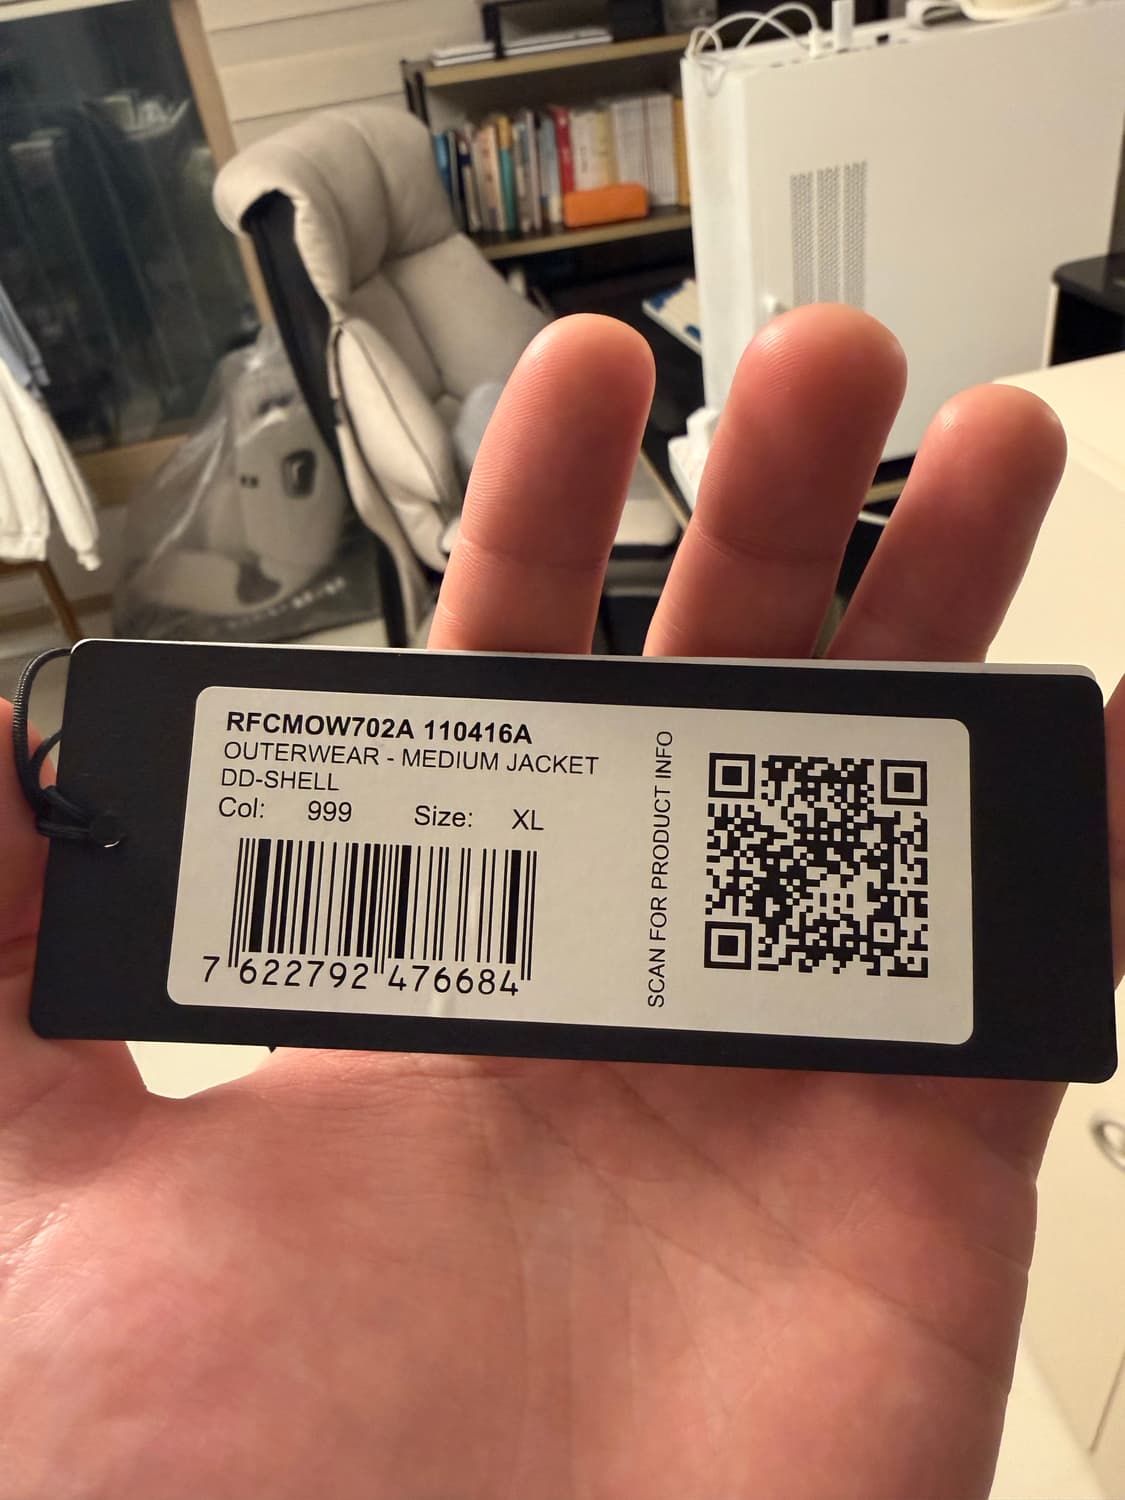 RFCMOW702A 110416A
OUTERWEAR - MEDIUM JACKET
DD-SHELL
Col: 999 Size: XL
7 622792 476684
SCAN FOR PRODUCT INFO